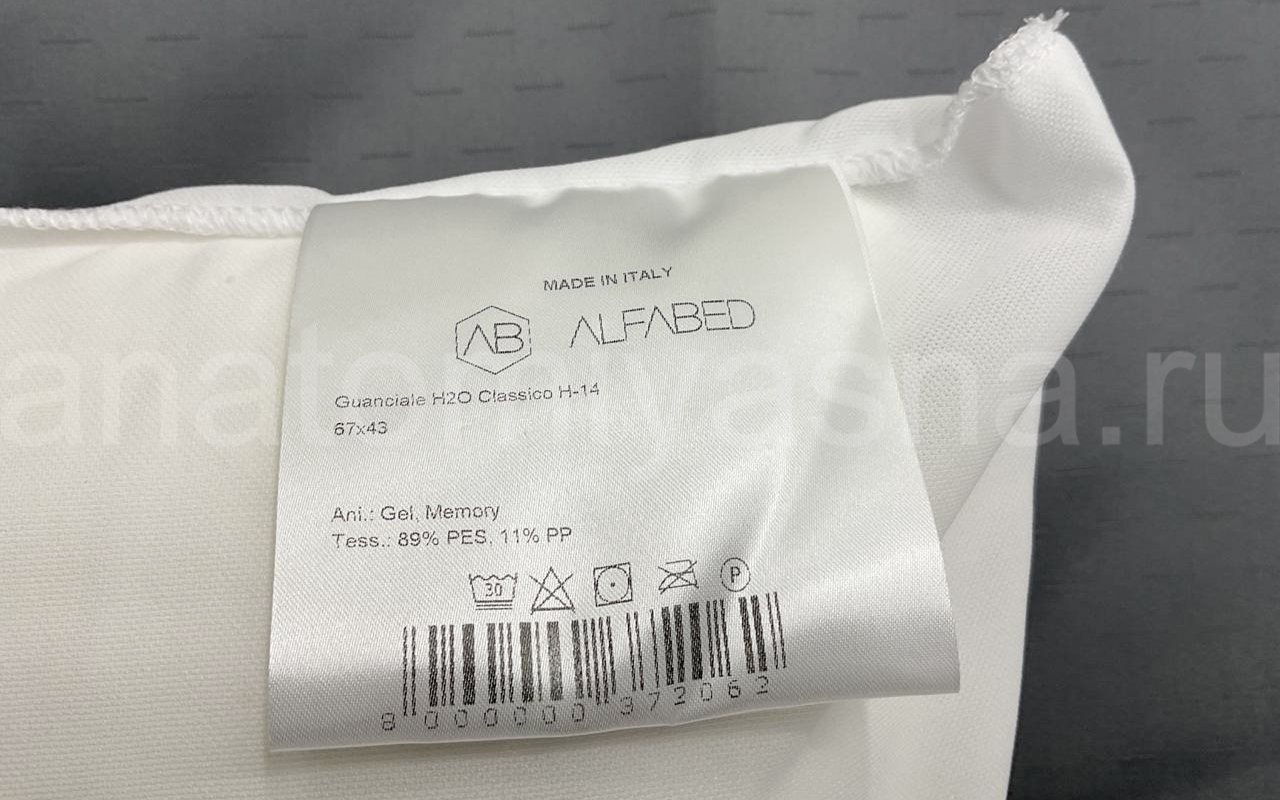 MADE IN ITALY
AB ALFABED
Guanciale H2O Classico H-14
67x43
Ani.: Gel, Memory
Tess.: 89% PES, 11% PP
30 P
8 000000 372062
anatomiyasna.ru